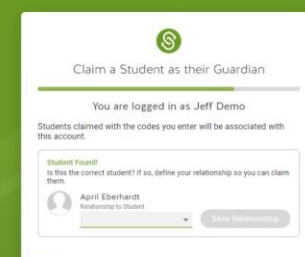 Claim a Student as their Guardian
You are logged in as Jeff Demo
Students claimed with the codes you enter will be associated with
this account.
Student Found!
Is this the correct student? If so, define your relationship so you can claim
them.
April Eberhardt
Relationship to Student
Save Relationship